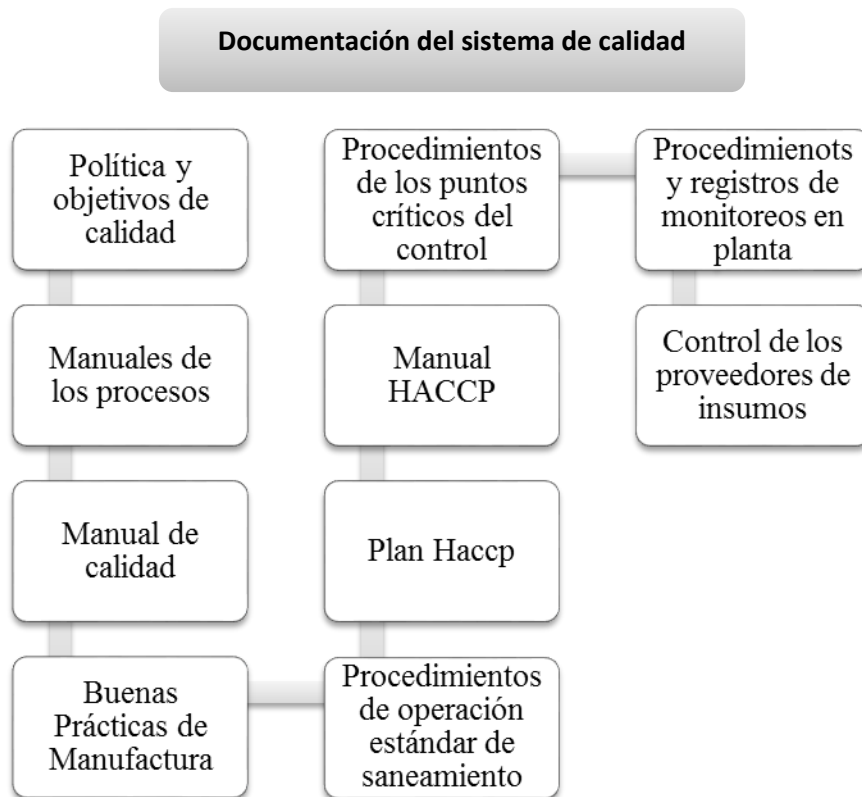 Documentación del sistema de calidad
Política y
objetivos de
calidad
Manuales de
los procesos
Manual de
calidad
Buenas
Prácticas de
Manufactura
Procedimientos
de operación
estándar de
saneamiento
Plan Haccp
Manual
HACCP
Procedimientos
de los puntos
críticos del
control
Procedimienots
y registros de
monitoreos en
planta
Control de los
proveedores de
insumos